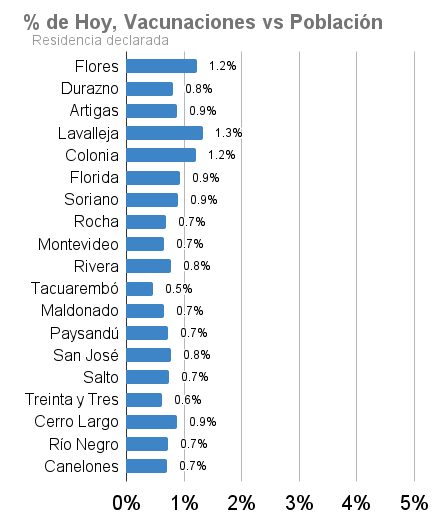 % de Hoy, Vacunaciones vs Población
Residencia declarada
Flores 1.2%
Durazno 0.8%
Artigas 0.9%
Lavalleja 1.3%
Colonia 1.2%
Florida 0.9%
Soriano 0.9%
Rocha 0.7%
Montevideo 0.7%
Rivera 0.8%
Tacuarembó 0.5%
Maldonado 0.7%
Paysandú 0.7%
San José 0.8%
Salto 0.7%
Treinta y Tres 0.6%
Cerro Largo 0.9%
Río Negro 0.7%
Canelones 0.7%
0% 1% 2% 3% 4% 5%